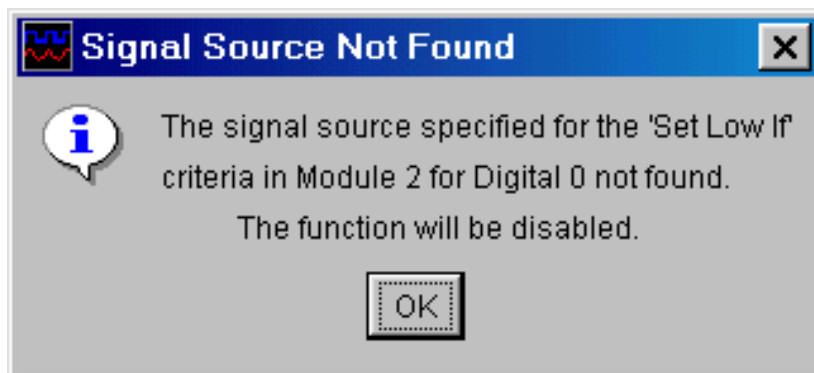 Signal Source Not Found
The signal source specified for the 'Set Low If'
criteria in Module 2 for Digital 0 not found.
The function will be disabled.
OK